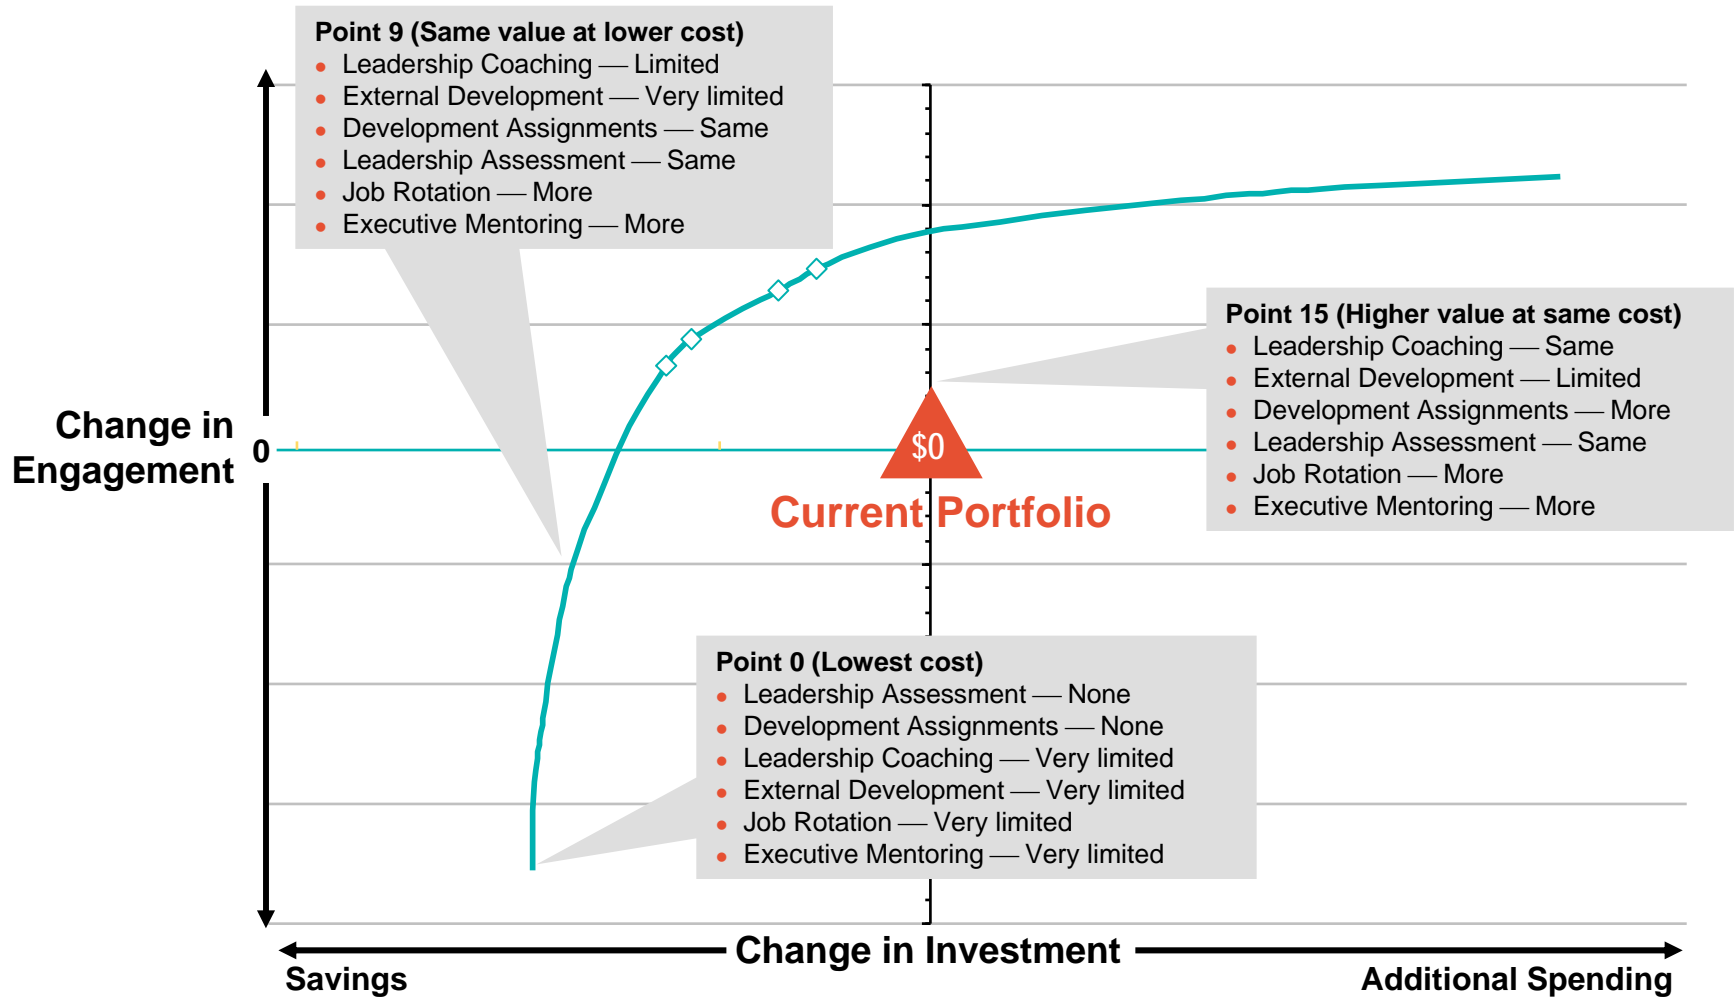 Point 9 (Same value at lower cost)
• Leadership Coaching — Limited
• External Development — Very limited
• Development Assignments — Same
• Leadership Assessment — Same
• Job Rotation — More
• Executive Mentoring — More
Point 15 (Higher value at same cost)
• Leadership Coaching — Same
• External Development — Limited
• Development Assignments — More
• Leadership Assessment — Same
• Job Rotation — More
• Executive Mentoring — More
Change in
Engagement
0
$0
Current Portfolio
Point 0 (Lowest cost)
• Leadership Assessment — None
• Development Assignments — None
• Leadership Coaching — Very limited
• External Development — Very limited
• Job Rotation — Very limited
• Executive Mentoring — Very limited
Change in Investment
Savings
Additional Spending